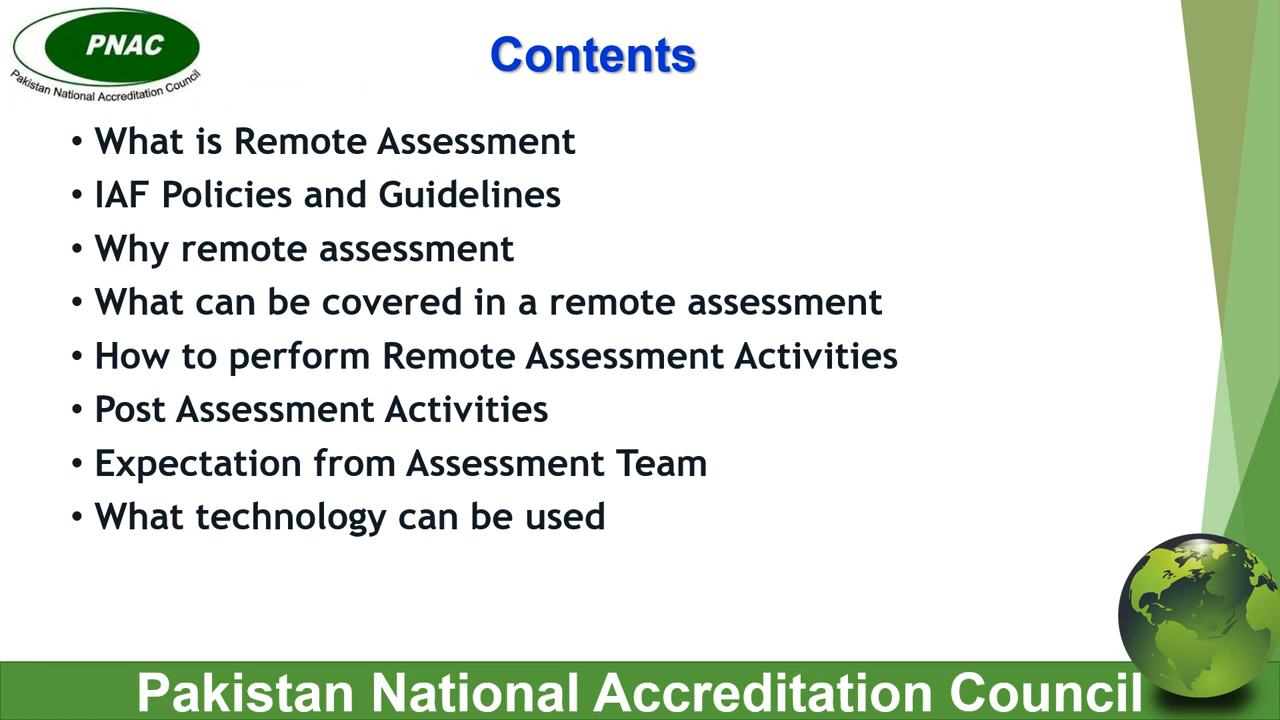 PNAC
Pakistan National Accreditation Council
Contents
• What is Remote Assessment
• IAF Policies and Guidelines
• Why remote assessment
• What can be covered in a remote assessment
• How to perform Remote Assessment Activities
• Post Assessment Activities
• Expectation from Assessment Team
• What technology can be used
Pakistan National Accreditation Council